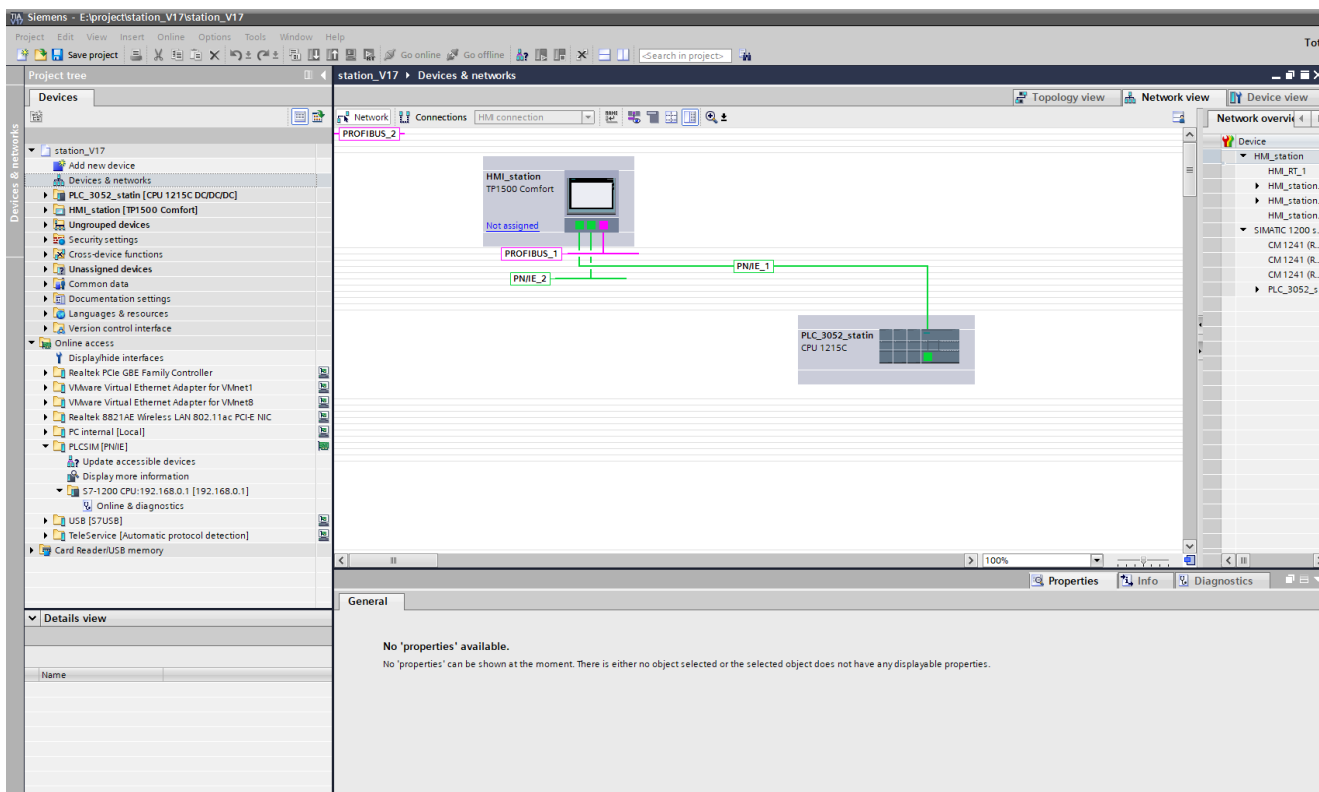 Siemens - E:\project\station_V17\station_V17
Project Edit View Insert Online Options Tools Window Help
Tot
Save project Go online Go offline <Search in project>
Project tree
station_V17 Devices & networks
Devices
Topology view Network view Device view
Network Connections HMI connection
Network overvie
Devices & networks
PROFIBUS_2
Device
station_V17
Add new device
Devices & networks
PLC_3052_statin [CPU 1215C DC/DC/DC]
HMI_station [TP1500 Comfort]
Ungrouped devices
Security settings
Cross-device functions
Unassigned devices
Common data
Documentation settings
Languages & resources
Version control interface
Online access
Display/hide interfaces
Realtek PCIe GBE Family Controller
VMware Virtual Ethernet Adapter for VMnet1
VMware Virtual Ethernet Adapter for VMnet8
Realtek 8821AE Wireless LAN 802.11ac PCI-E NIC
PC internal [Local]
PLCSIM [PN/IE]
Update accessible devices
Display more information
S7-1200 CPU:192.168.0.1 [192.168.0.1]
Online & diagnostics
USB [S7USB]
TeleService [Automatic protocol detection]
Card Reader/USB memory
HMI_station
TP1500 Comfort
Not assigned
PROFIBUS_1
PN/IE_1
PN/IE_2
PLC_3052_statin
CPU 1215C
HMI_station
HMI_RT_1
HMI_station.
HMI_station.
HMI_station
SIMATIC 1200 s.
CM 1241 (R..
CM 1241 (R..
CM 1241 (R..
PLC_3052_s
100%
Properties Info Diagnostics
General
No 'properties' available.
No 'properties' can be shown at the moment. There is either no object selected or the selected object does not have any displayable properties.
Details view
Name